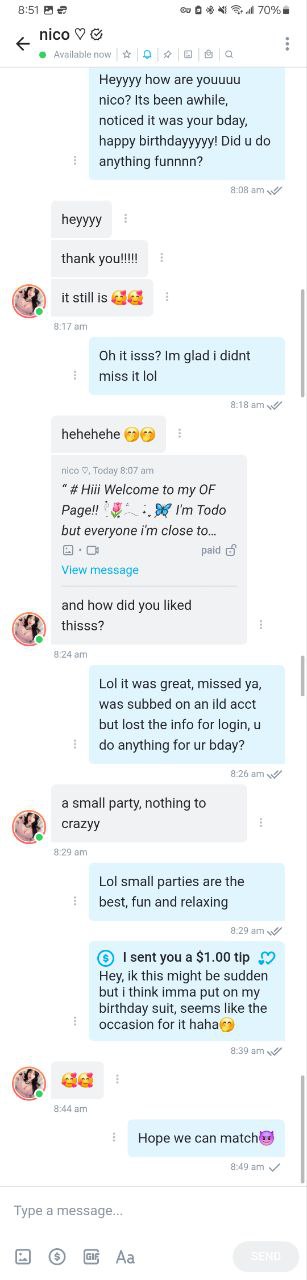 8:51 70%
nico ♡
Available now
Heyyyy how are youuuu
nico? Its been awhile,
noticed it was your bday,
happy birthdayyyyy! Did u do
anything funnnn?
8:08 am
heyyyy
thank you!!!!!
it still is 🥰🥰
8:17 am
Oh it isss? Im glad i didnt
miss it lol
8:18 am
hehehehe 🤭🤭
nico ♡, Today 8:07 am
“ # Hiii Welcome to my OF
Page!! 🌷 🦋 I'm Todo
but everyone i'm close to…
paid
View message
and how did you liked
thisss?
8:24 am
Lol it was great, missed ya,
was subbed on an ild acct
but lost the info for login, u
do anything for ur bday?
8:26 am
a small party, nothing to
crazyy
8:29 am
Lol small parties are the
best, fun and relaxing
8:29 am
I sent you a $1.00 tip
Hey, ik this might be sudden
but i think imma put on my
birthday suit, seems like the
occasion for it haha🤭
8:39 am
🥰🥰
8:44 am
Hope we can match😈
8:49 am
Type a message...
GIF Aa SEND